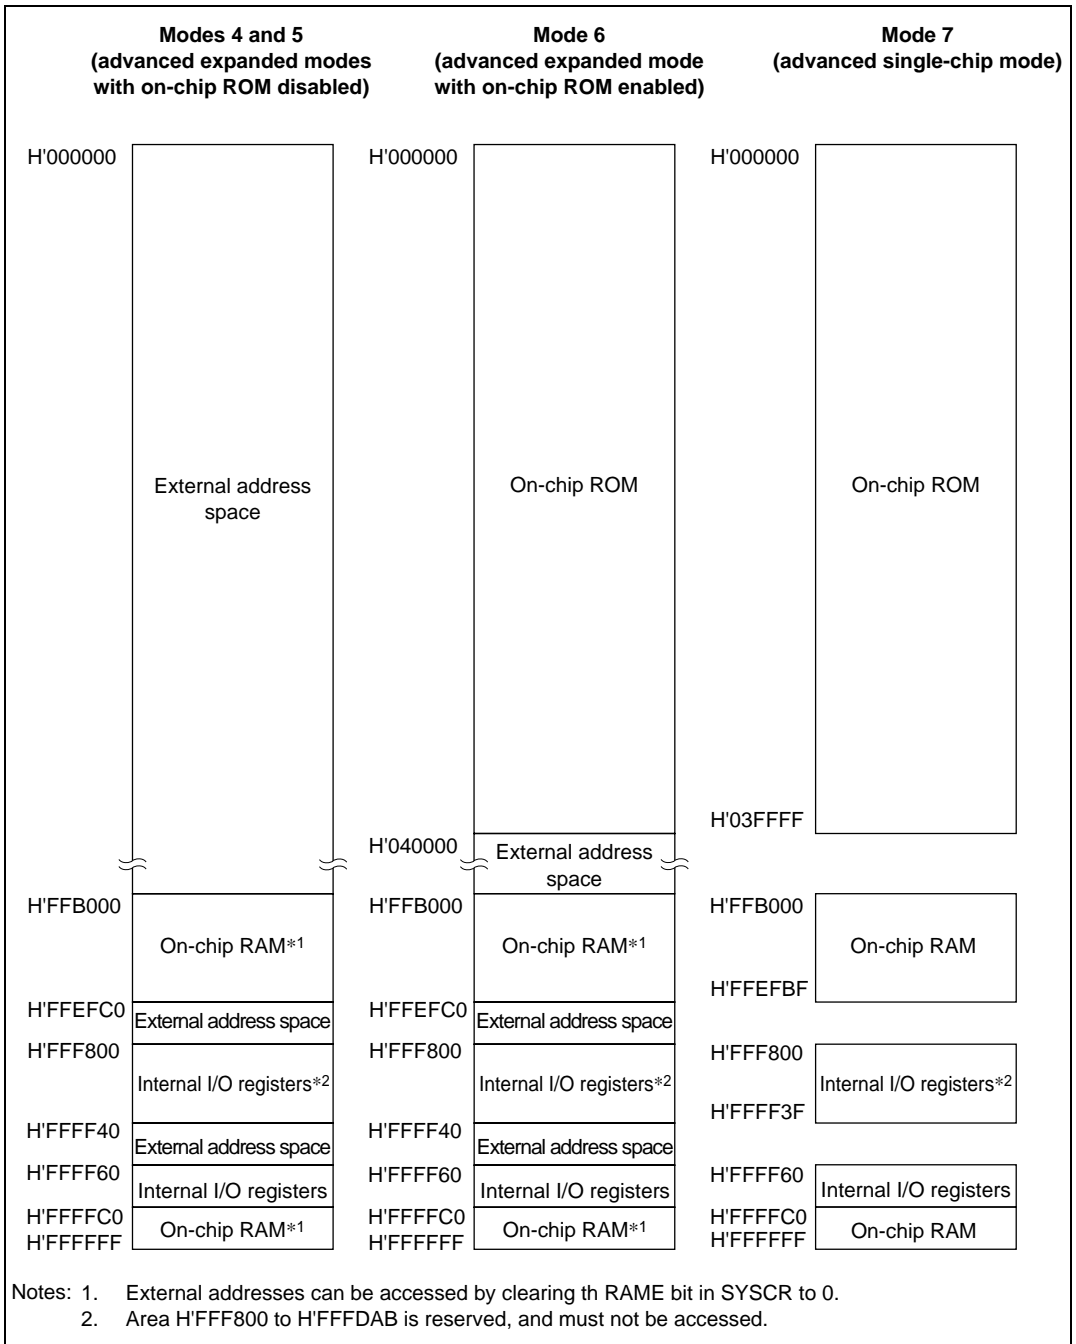 Modes 4 and 5
(advanced expanded modes
with on-chip ROM disabled)
Mode 6
(advanced expanded mode
with on-chip ROM enabled)
Mode 7
(advanced single-chip mode)
H'000000
External address
space
H'FFB000
On-chip RAM*1
H'FFEFC0
External address space
H'FFF800
Internal I/O registers*2
H'FFFF40
External address space
H'FFFF60
Internal I/O registers
H'FFFFC0
On-chip RAM*1
H'FFFFFF
H'000000
On-chip ROM
H'040000
External address
space
H'FFB000
On-chip RAM*1
H'FFEFC0
External address space
H'FFF800
Internal I/O registers*2
H'FFFF40
External address space
H'FFFF60
Internal I/O registers
H'FFFFC0
On-chip RAM*1
H'FFFFFF
H'000000
On-chip ROM
H'03FFFF
H'FFB000
On-chip RAM
H'FFEFBF
H'FFF800
Internal I/O registers*2
H'FFFF3F
H'FFFF60
Internal I/O registers
H'FFFFC0
On-chip RAM
H'FFFFFF
Notes: 1. External addresses can be accessed by clearing th RAME bit in SYSCR to 0.
2. Area H'FFF800 to H'FFFDAB is reserved, and must not be accessed.